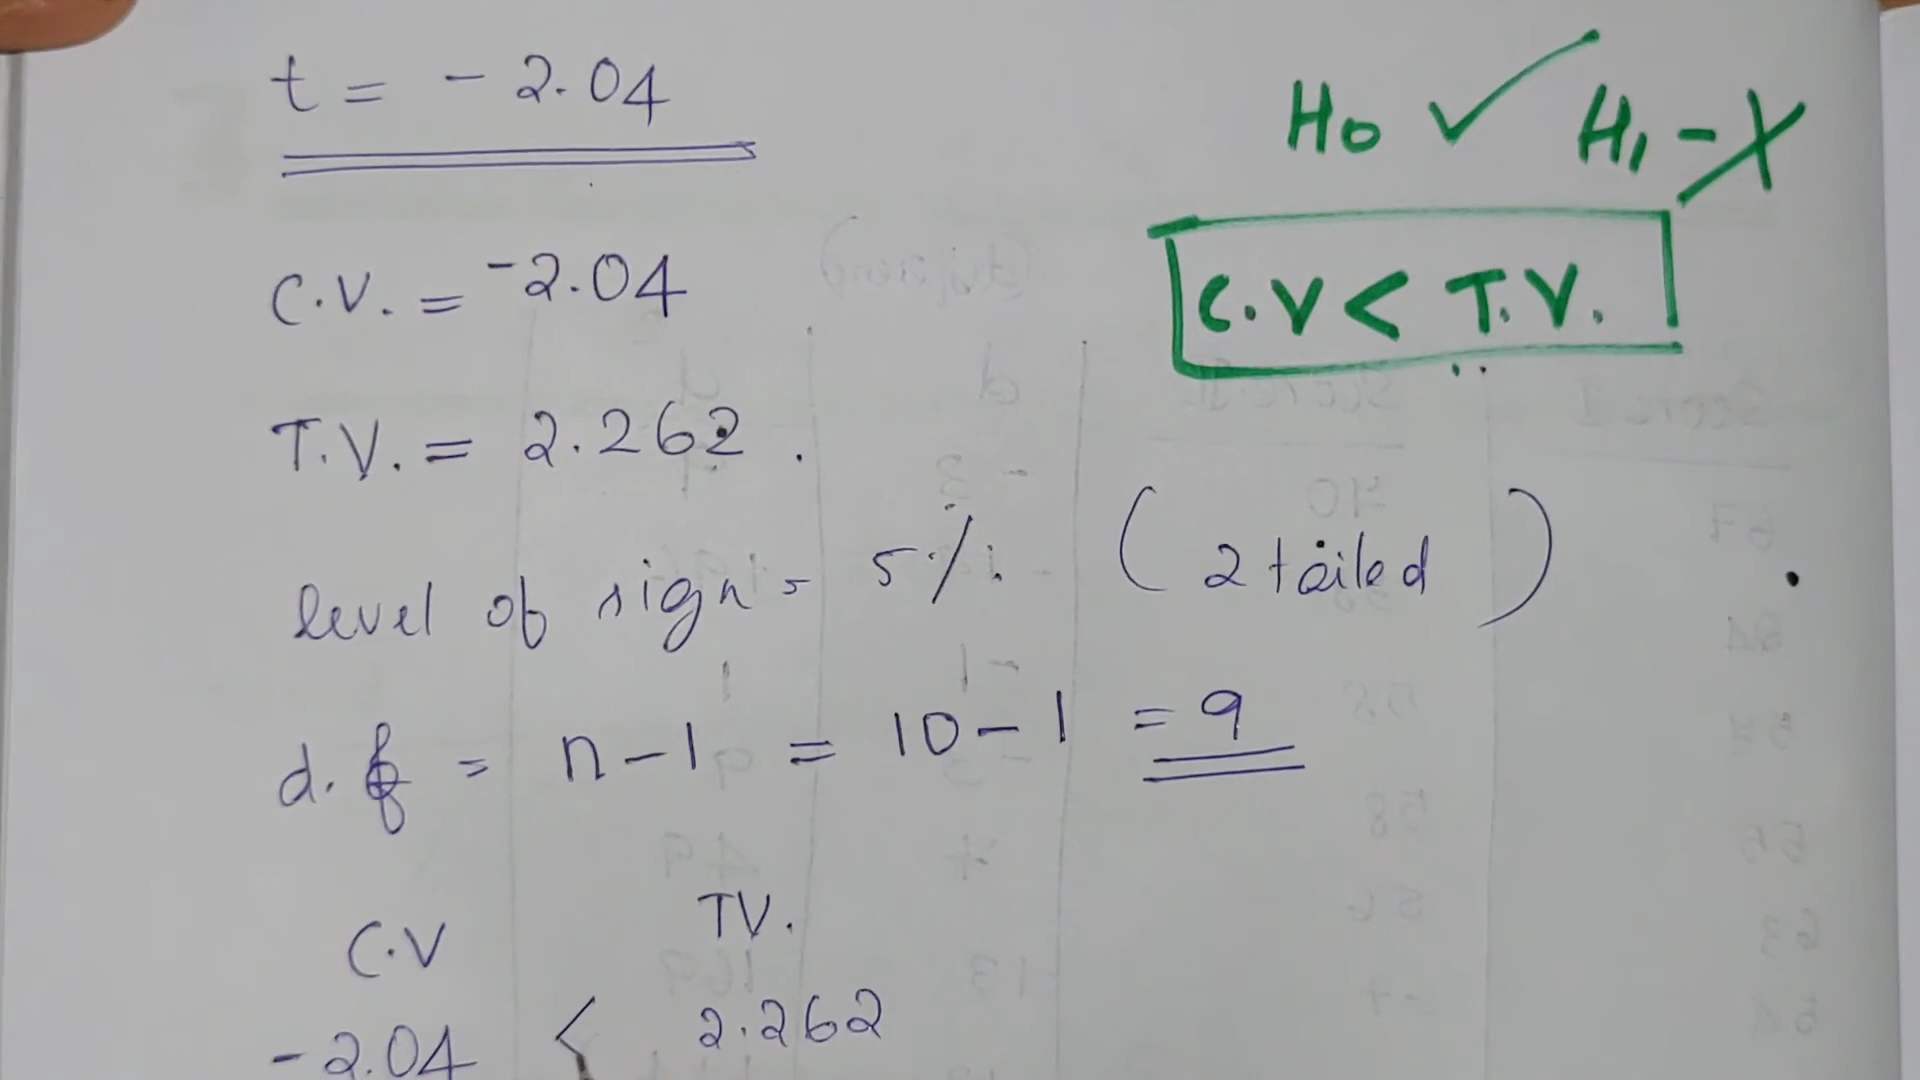 t = - 2.04
H0 ✓ H1 - X
C.V. = -2.04
C.V < T.V.
T.V. = 2.262.
level of sign = 5%. (2 tailed)
d.f = n-1 = 10-1 = 9
C.V TV.
-2.04 < 2.262